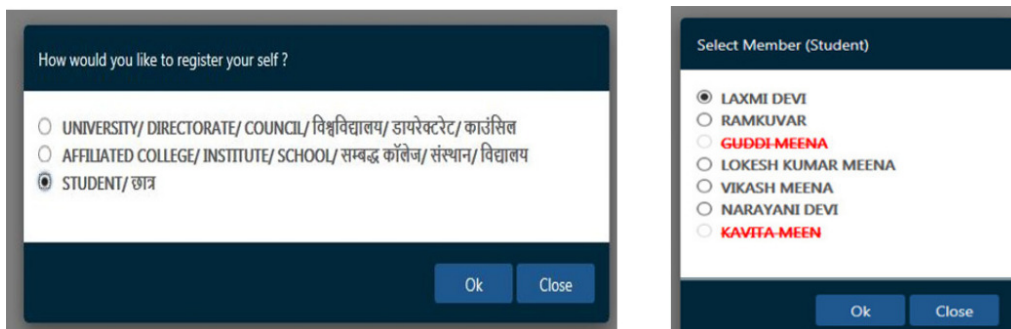 How would you like to register your self ?
UNIVERSITY/ DIRECTORATE/ COUNCIL/ विश्वविद्यालय/ डायरेक्टरेट/ काउंसिल
AFFILIATED COLLEGE/ INSTITUTE/ SCHOOL/ सम्बद्ध कॉलेज/ संस्थान/ विद्यालय
STUDENT/ छात्र
Ok Close
Select Member (Student)
LAXMI DEVI
RAMKUVAR
GUDDI MEENA
LOKESH KUMAR MEENA
VIKASH MEENA
NARAYANI DEVI
KAVITA MEEN
Ok Close